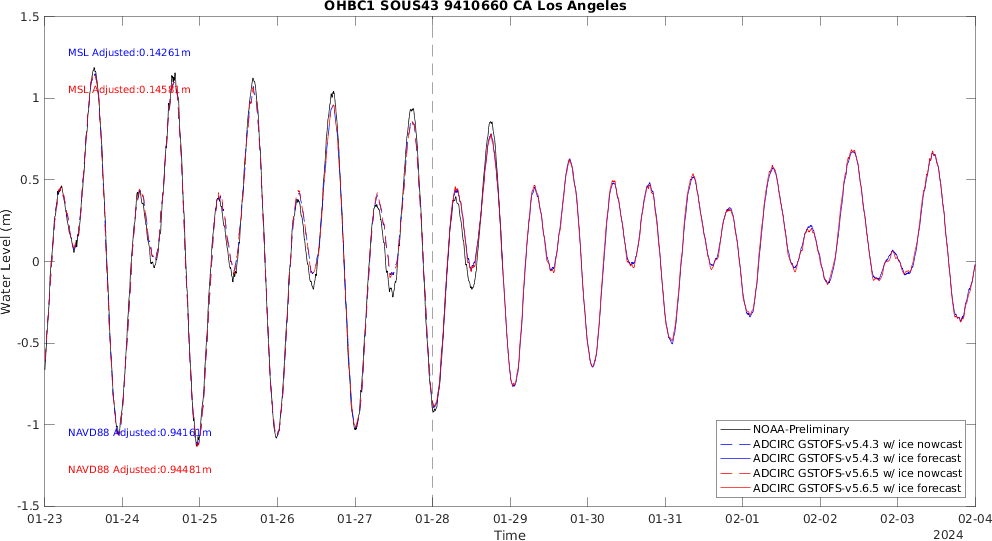 OHBC1 SOUS43 9410660 CA Los Angeles
1.5
1
0.5
0
-0.5
-1
-1.5
Water Level (m)
MSL Adjusted:0.14261m
MSL Adjusted:0.14581m
NAVD88 Adjusted:0.94161m
NAVD88 Adjusted:0.94481m
NOAA-Preliminary
ADCIRC GSTOFS-v5.4.3 w/ ice nowcast
ADCIRC GSTOFS-v5.4.3 w/ ice forecast
ADCIRC GSTOFS-v5.6.5 w/ ice nowcast
ADCIRC GSTOFS-v5.6.5 w/ ice forecast
01-23 01-24 01-25 01-26 01-27 01-28 01-29 01-30 01-31 02-01 02-02 02-03 02-04
Time
2024